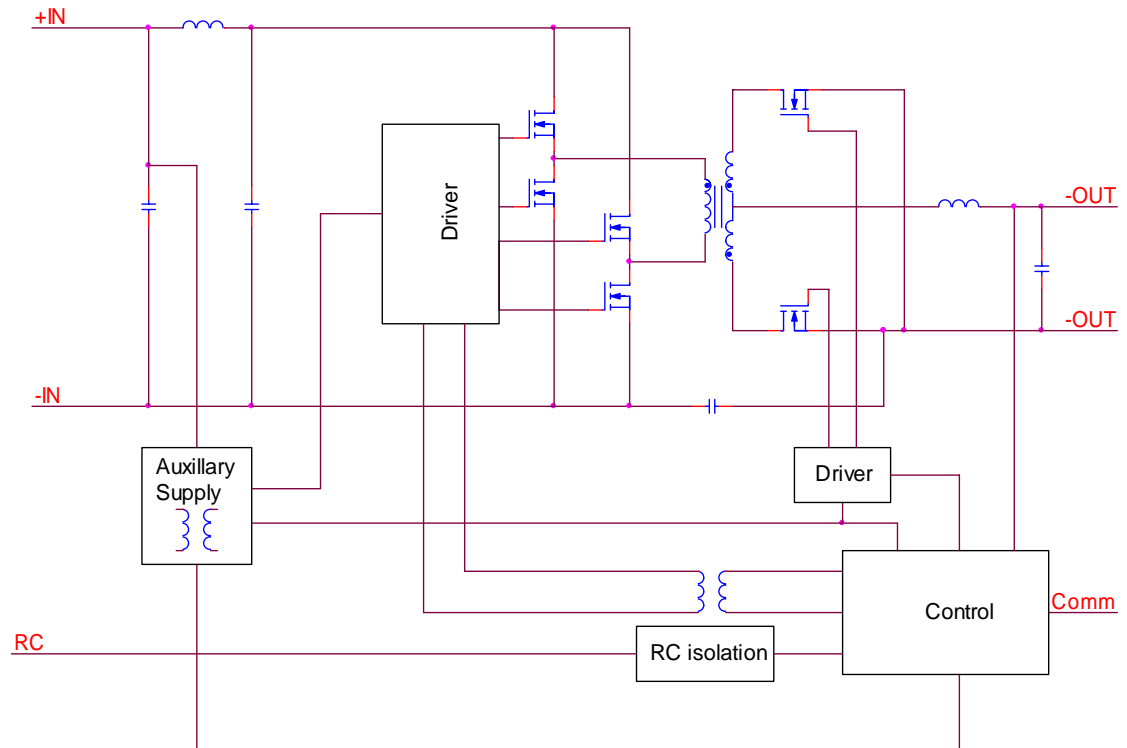 +IN
Driver
-OUT
-OUT
-IN
Auxillary
Supply
Driver
Control
Comm
RC
RC isolation